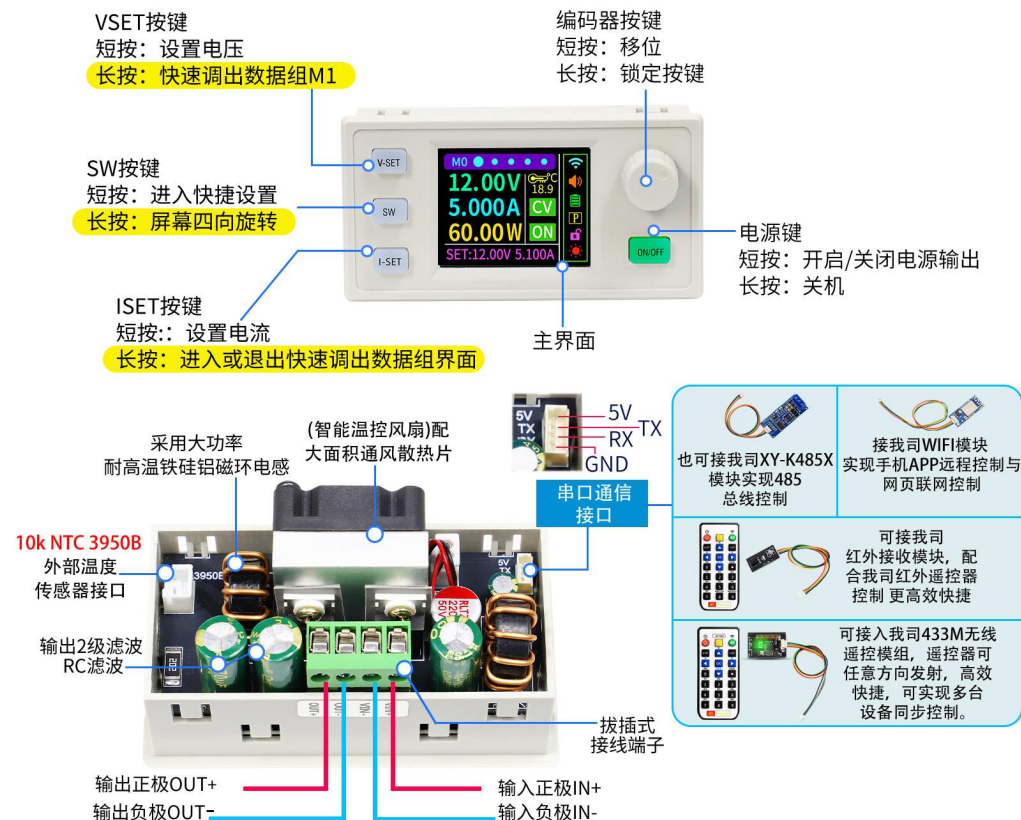 VSET按键
短按：设置电压
长按：快速调出数据组M1
编码器按键
短按：移位
长按：锁定按键
SW按键
短按：进入快捷设置
长按：屏幕四向旋转
V-SET
SW
I-SET
M0
12.00V
℃
18.9
5.000A
CV
60.00W
ON
SET:12.00V 5.100A
P
ON/OFF
电源键
短按：开启/关闭电源输出
长按：关机
ISET按键
短按:：设置电流
长按：进入或退出快速调出数据组界面
主界面
采用大功率
耐高温铁硅铝磁环电感
(智能温控风扇)配
大面积通风散热片
5V
TX
5V
TX
RX
GND
串口通信
接口
也可接我司XY-K485X
模块实现485
总线控制
接我司WIFI模块
实现手机APP远程控制与
网页联网控制
可接我司
红外接收模块，配
合我司红外遥控器
控制 更高效快捷
可接入我司433M无线
遥控模组，遥控器可
任意方向发射，高效
快捷，可实现多台
设备同步控制。
10k NTC 3950B
外部温度
传感器接口
3950B
5V
TX
RLT
220
50V
输出2级滤波
RC滤波
OUT+
OUT-
VIN-
VIN+
拔插式
接线端子
输出正极OUT+
输出负极OUT-
输入正极IN+
输入负极IN-